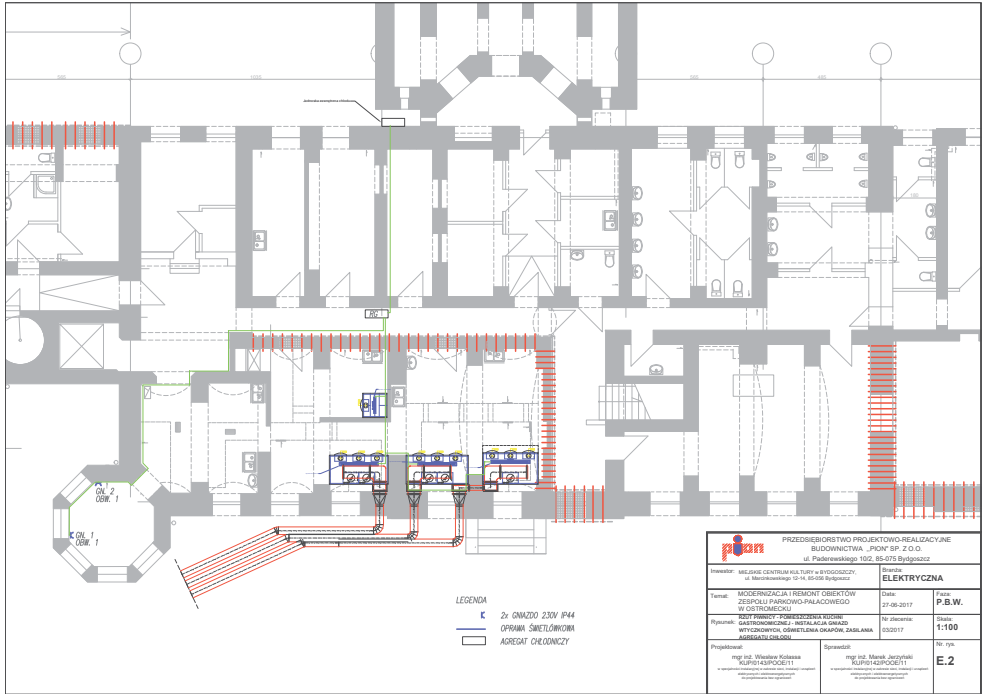 Jednostka zewnętrzna chłodnicza
RG
GN. 2
OBW. 1
GN. 1
OBW. 1
LEGENDA
2x GNIAZDO 230V IP44
OPRAWA ŚWIETLÓWKOWA
AGREGAT CHŁODNICZY
pion
PRZEDSIĘBIORSTWO PROJEKTOWO-REALIZACYJNE
BUDOWNICTWA „PION" SP. Z O.O.
ul. Paderewskiego 10/2, 85-075 Bydgoszcz
Inwestor: MIEJSKIE CENTRUM KULTURY w BYDGOSZCZY,
ul. Marcinkowskiego 12-14, 85-056 Bydgoszcz
Branża:
ELEKTRYCZNA
Temat: MODERNIZACJA I REMONT OBIEKTÓW
ZESPOŁU PARKOWO-PAŁACOWEGO
W OSTROMECKU
Data:
27-06-2017
Faza:
P.B.W.
Rysunek: RZUT PIWNICY - POMIESZCZENIA KUCHNI
GASTRONOMICZNEJ - INSTALACJA GNIAZD
WTYCZKOWYCH, OŚWIETLENIA OKAPÓW, ZASILANIA
AGREGATU CHŁODU
Nr zlecenia:
03/2017
Skala:
1:100
Projektował:
mgr inż. Wiesław Kolassa
KUP/0143/POOE/11
Sprawdził:
mgr inż. Marek Jerzyński
KUP/0142/POOE/11
Nr. rys.
E.2